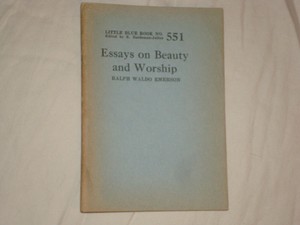 LITTLE BLUE BOOK NO. 551
Edited by E. Haldeman-Julius
Essays on Beauty
and Worship
RALPH WALDO EMERSON